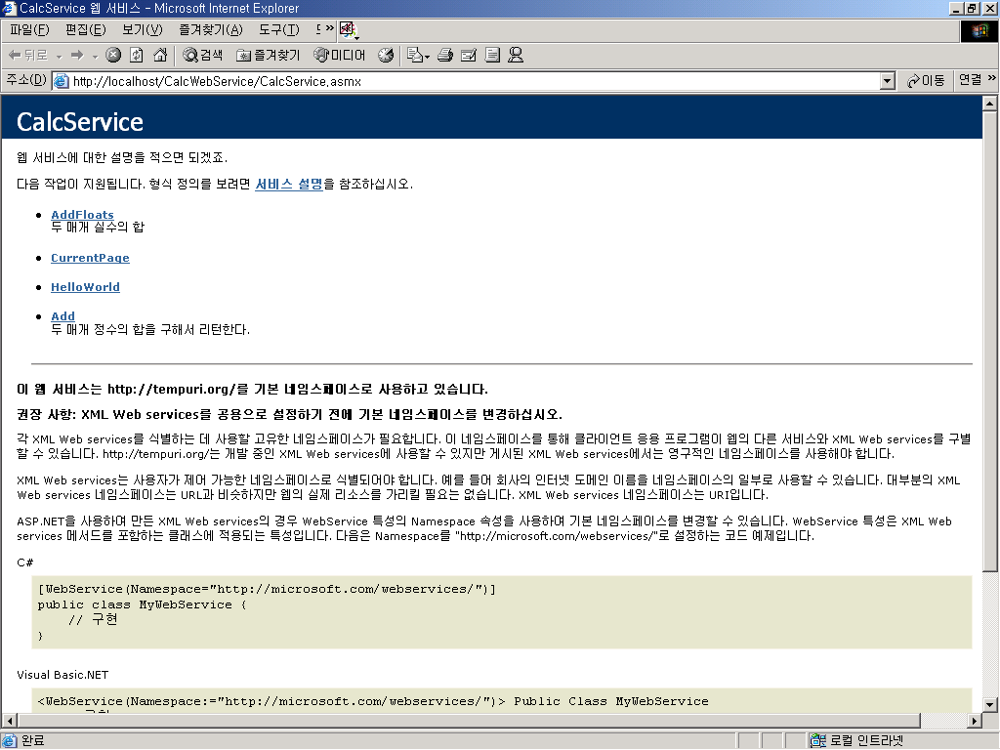 CalcService 웹 서비스 - Microsoft Internet Explorer
파일(F) 편집(E) 보기(V) 즐겨찾기(A) 도구(T) »
뒤로 검색 즐겨찾기 미디어
주소(D) http://localhost/CalcWebService/CalcService.asmx 이동 연결 »
CalcService
웹 서비스에 대한 설명을 적으면 되겠죠.
다음 작업이 지원됩니다. 형식 정의를 보려면 서비스 설명을 참조하십시오.
• AddFloats
두 매개 실수의 합
• CurrentPage
• HelloWorld
• Add
두 매개 정수의 합을 구해서 리턴한다.
이 웹 서비스는 http://tempuri.org/를 기본 네임스페이스로 사용하고 있습니다.
권장 사항: XML Web services를 공용으로 설정하기 전에 기본 네임스페이스를 변경하십시오.
각 XML Web services를 식별하는 데 사용할 고유한 네임스페이스가 필요합니다. 이 네임스페이스를 통해 클라이언트 응용 프로그램이 웹의 다른 서비스와 XML Web services를 구별
할 수 있습니다. http://tempuri.org/는 개발 중인 XML Web services에 사용할 수 있지만 게시된 XML Web services에서는 영구적인 네임스페이스를 사용해야 합니다.
XML Web services는 사용자가 제어 가능한 네임스페이스로 식별되어야 합니다. 예를 들어 회사의 인터넷 도메인 이름을 네임스페이스의 일부로 사용할 수 있습니다. 대부분의 XML
Web services 네임스페이스는 URL과 비슷하지만 웹의 실제 리소스를 가리킬 필요는 없습니다. XML Web services 네임스페이스는 URI입니다.
ASP.NET을 사용하여 만든 XML Web services의 경우 WebService 특성의 Namespace 속성을 사용하여 기본 네임스페이스를 변경할 수 있습니다. WebService 특성은 XML Web
services 메서드를 포함하는 클래스에 적용되는 특성입니다. 다음은 Namespace를 "http://microsoft.com/webservices/"로 설정하는 코드 예제입니다.
C#
[WebService(Namespace="http://microsoft.com/webservices/")]
public class MyWebService {
// 구현
}
Visual Basic.NET
<WebService(Namespace:="http://microsoft.com/webservices/")> Public Class MyWebService
완료 로컬 인트라넷